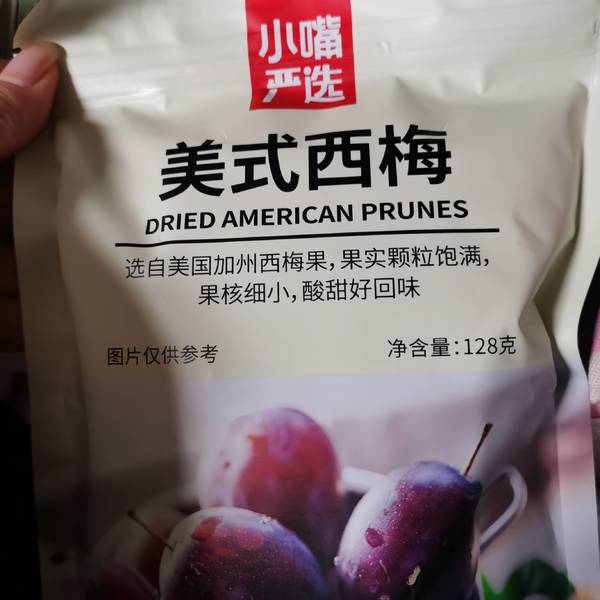 小嘴
严选
美式西梅
DRIED AMERICAN PRUNES
选自美国加州西梅果，果实颗粒饱满，
果核细小，酸甜好回味
图片仅供参考
净含量：128克